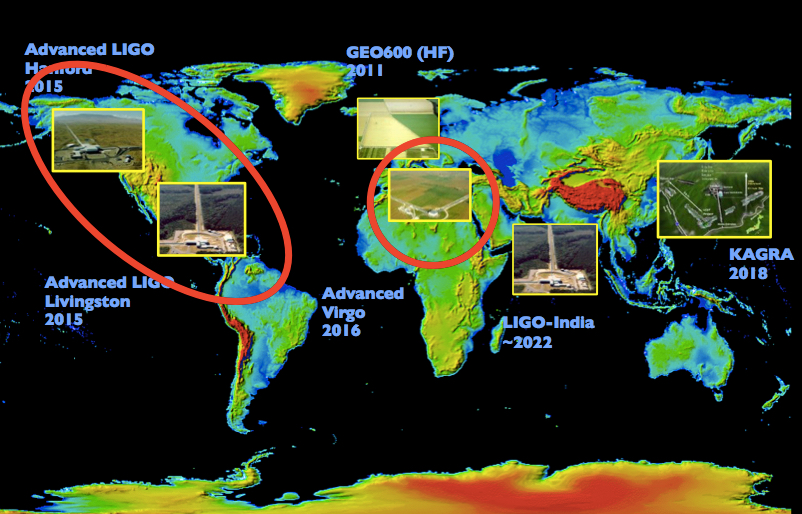 Advanced LIGO
Hanford
2015
GEO600 (HF)
2011
Advanced LIGO
Livingston
2015
Advanced
Virgo
2016
LIGO-India
~2022
KAGRA
2018